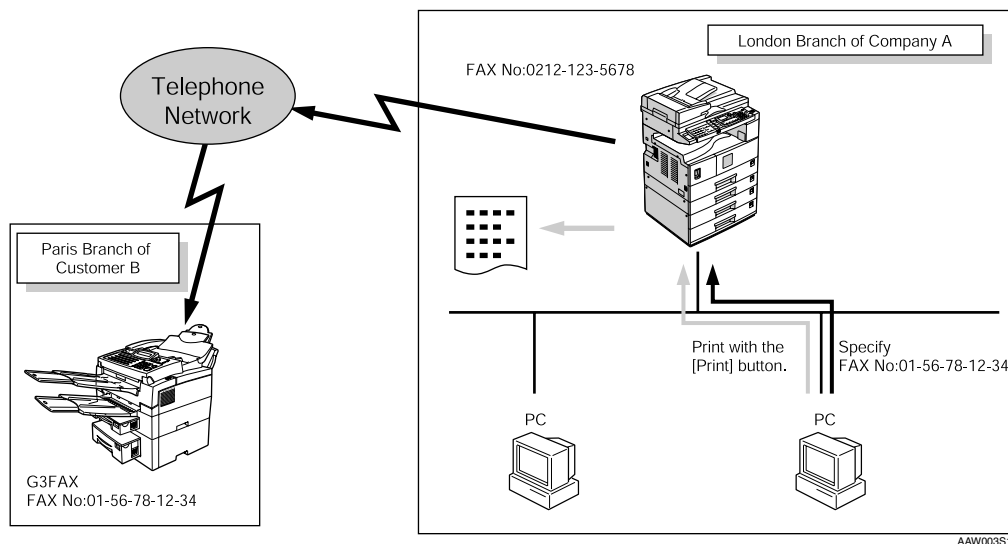 London Branch of Company A
FAX No:0212-123-5678
Telephone
Network
Paris Branch of
Customer B
Print with the
[Print] button.
Specify
FAX No:01-56-78-12-34
PC
PC
G3FAX
FAX No:01-56-78-12-34